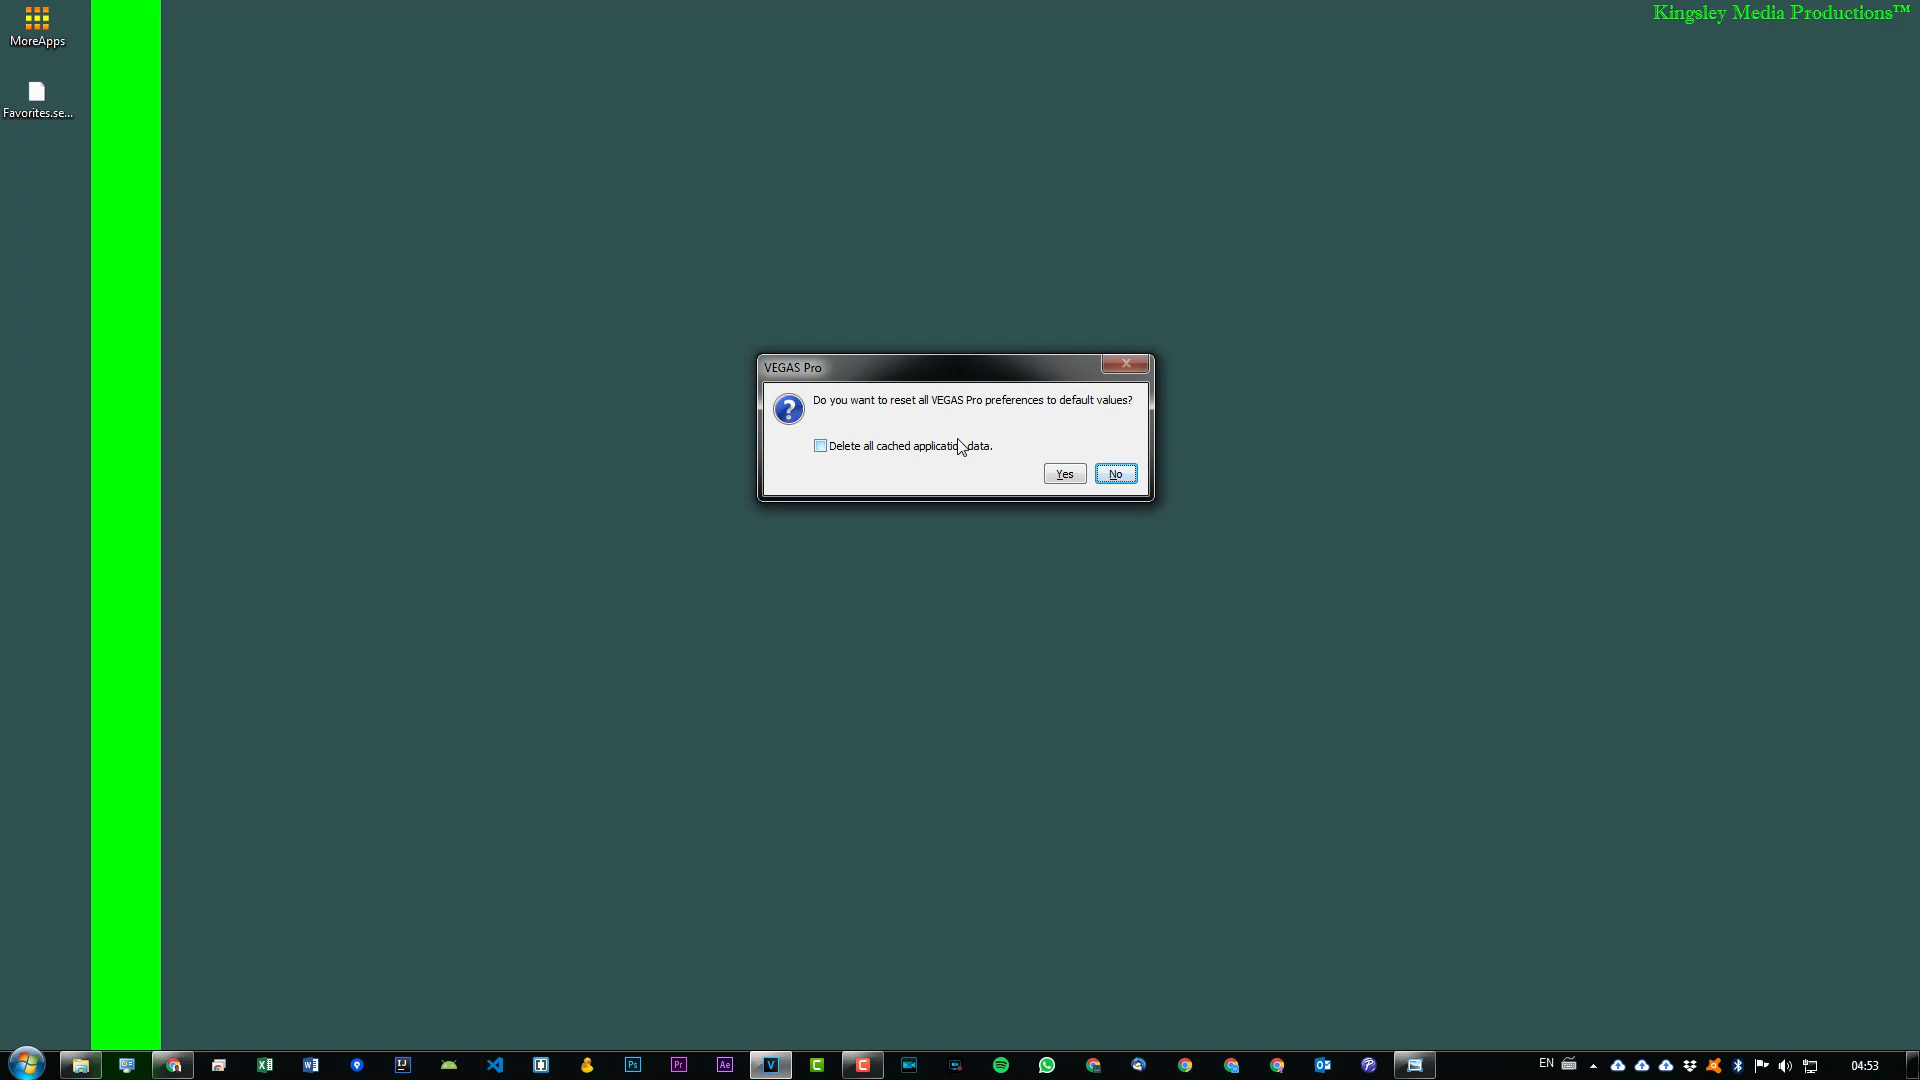 MoreApps
Favorites.se...
Kingsley Media Productions™
VEGAS Pro
Do you want to reset all VEGAS Pro preferences to default values?
Delete all cached application data.
Yes
No
EN
04:53